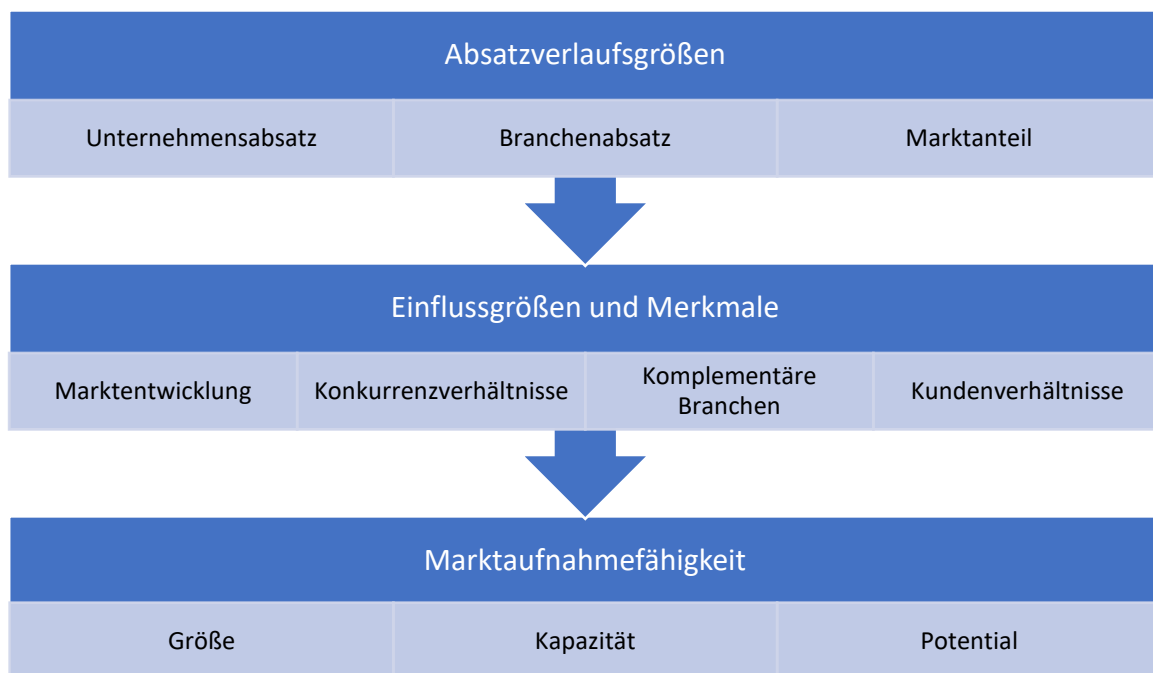 Absatzverlaufsgrößen
Unternehmensabsatz
Branchenabsatz
Marktanteil
Einflussgrößen und Merkmale
Marktentwicklung
Konkurrenzverhältnisse
Komplementäre
Branchen
Kundenverhältnisse
Marktaufnahmefähigkeit
Größe
Kapazität
Potential